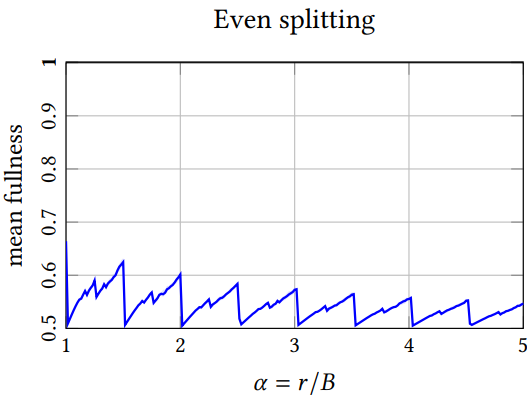 Even splitting
mean fullness
1
0.9
0.8
0.7
0.6
0.5
1 2 3 4 5
α = r/B